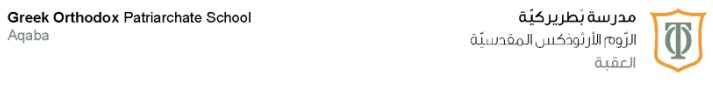 Greek Orthodox Patriarchate School
Aqaba
مدرسة بَطريركيّة
الرّوم الأرثوذكس المقدسيّة
العقبة